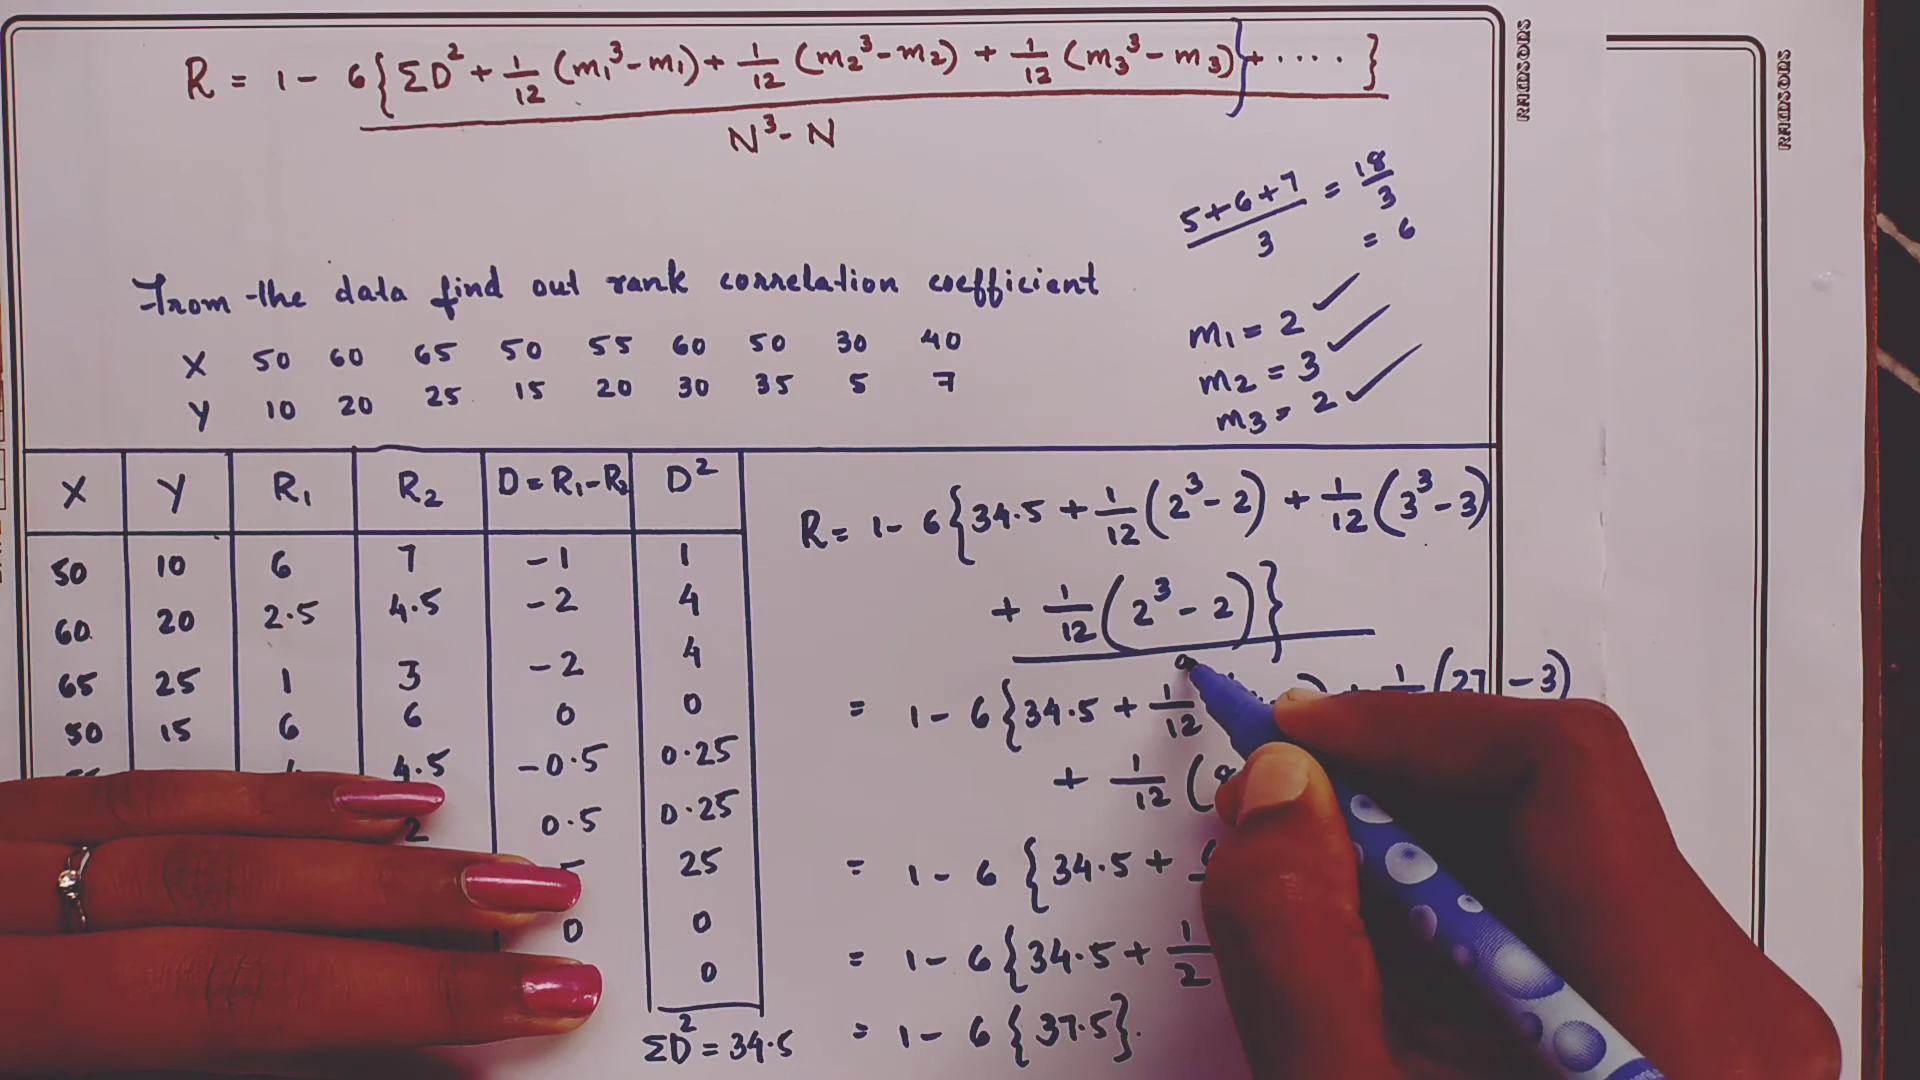 R = 1 - 6{ΣD² + 1/12 (m₁³-m₁) + 1/12 (m₂³-m₂) + 1/12 (m₃³-m₃)} + ....}
N³- N
5+6+7/3 = 18/3
= 6
From the data find out rank correlation coefficient
X 50 60 65 50 55 60 50 30 40
Y 10 20 25 15 20 30 35 5 7
m₁ = 2 ✓
m₂ = 3 ✓
m₃ = 2 ✓
X Y R₁ R₂ D = R₁-R₂ D²
50 10 6 7 -1 1
60 20 2.5 4.5 -2 4
65 25 1 3 -2 4
50 15 6 6 0 0
4.5 -0.5 0.25
2 0.5 0.25
25
0 0
0
ΣD² = 34.5
R = 1 - 6{34.5 + 1/12 (2³-2) + 1/12 (3³-3)
+ 1/12 (2³-2)}
= 1 - 6{34.5 + 1/12 + 1/ (27-3)
+ 1/12 (
= 1 - 6 {34.5 +
= 1 - 6{34.5 + 1/2
= 1 - 6{37.5}.
RMDSODS
RMDSODS